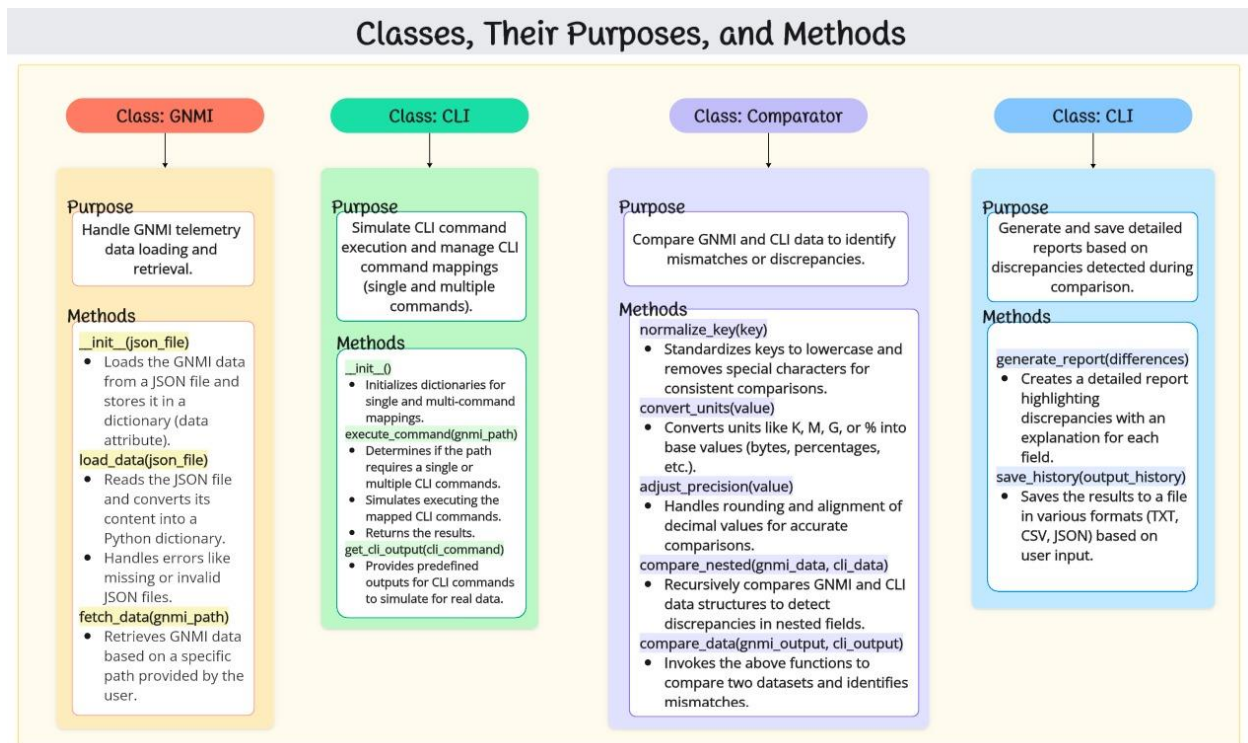 Classes, Their Purposes, and Methods
Class: GNMI
Purpose
Handle GNMI telemetry
data loading and
retrieval.
Methods
__init__(json_file)
• Loads the GNMI data
from a JSON file and
stores it in a
dictionary (data
attribute).
load_data(json_file)
• Reads the JSON file
and converts its
content into a
Python dictionary.
• Handles errors like
missing or invalid
JSON files.
fetch_data(gnmi_path)
• Retrieves GNMI data
based on a specific
path provided by the
user.
Class: CLI
Purpose
Simulate CLI command
execution and manage CLI
command mappings
(single and multiple
commands).
Methods
__init__()
• Initializes dictionaries for
single and multi-command
mappings.
execute_command(gnmi_path)
• Determines if the path
requires a single or
multiple CLI commands.
• Simulates executing the
mapped CLI commands.
• Returns the results.
get_cli_output(cli_command)
• Provides predefined
outputs for CLI commands
to simulate for real data.
Class: Comparator
Purpose
Compare GNMI and CLI data to identify
mismatches or discrepancies.
Methods
normalize_key(key)
• Standardizes keys to lowercase and
removes special characters for
consistent comparisons.
convert_units(value)
• Converts units like K, M, G, or % into
base values (bytes, percentages,
etc.).
adjust_precision(value)
• Handles rounding and alignment of
decimal values for accurate
comparisons.
compare_nested(gnmi_data, cli_data)
• Recursively compares GNMI and CLI
data structures to detect
discrepancies in nested fields.
compare_data(gnmi_output, cli_output)
• Invokes the above functions to
compare two datasets and identifies
mismatches.
Class: CLI
Purpose
Generate and save detailed
reports based on
discrepancies detected during
comparison.
Methods
generate_report(differences)
• Creates a detailed report
highlighting
discrepancies with an
explanation for each
field.
save_history(output_history)
• Saves the results to a file
in various formats (TXT,
CSV, JSON) based on
user input.